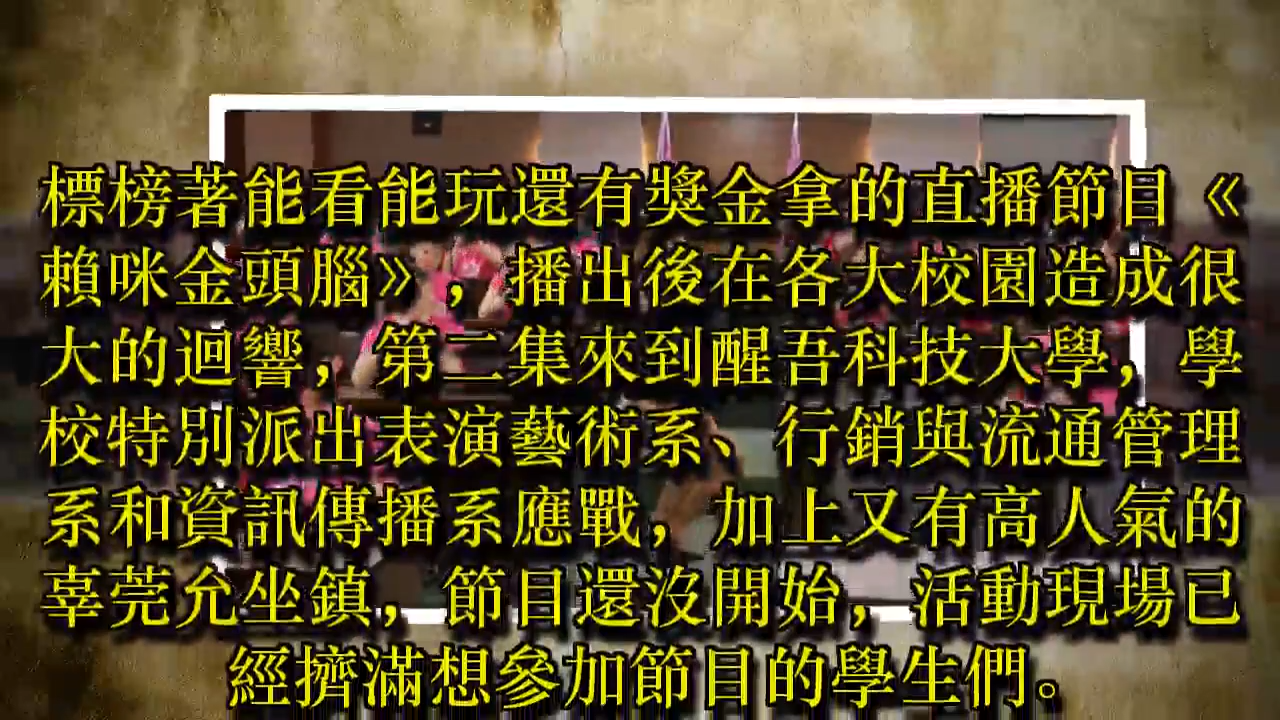 標榜著能看能玩還有獎金拿的直播節目《
賴咪金頭腦》，播出後在各大校園造成很
大的迴響，第二集來到醒吾科技大學，學
校特別派出表演藝術系、行銷與流通管理
系和資訊傳播系應戰，加上又有高人氣的
辜莞允坐鎮，節目還沒開始，活動現場已
經擠滿想參加節目的學生們。